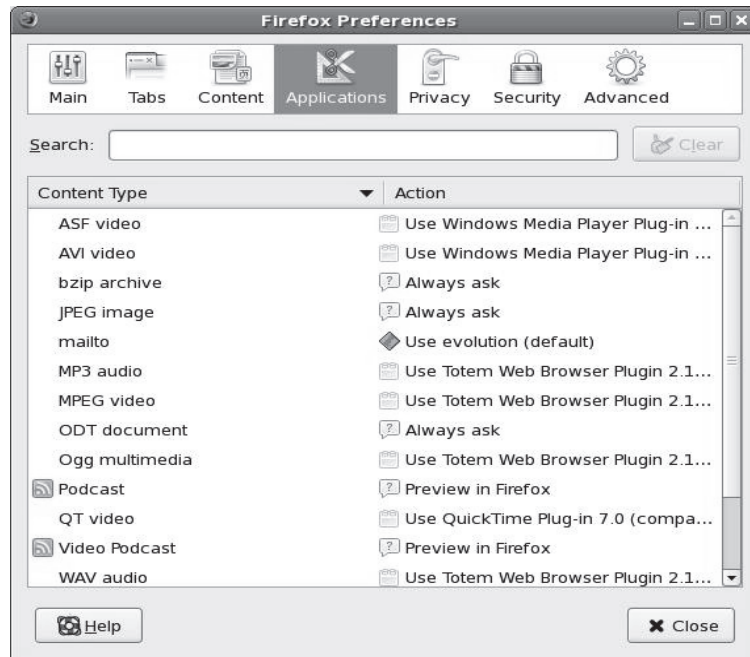 Firefox Preferences
Main Tabs Content Applications Privacy Security Advanced
Search: Clear
Content Type Action
ASF video Use Windows Media Player Plug-in ...
AVI video Use Windows Media Player Plug-in ...
bzip archive Always ask
JPEG image Always ask
mailto Use evolution (default)
MP3 audio Use Totem Web Browser Plugin 2.1...
MPEG video Use Totem Web Browser Plugin 2.1...
ODT document Always ask
Ogg multimedia Use Totem Web Browser Plugin 2.1...
Podcast Preview in Firefox
QT video Use QuickTime Plug-in 7.0 (compa...
Video Podcast Preview in Firefox
WAV audio Use Totem Web Browser Plugin 2.1...
Help Close